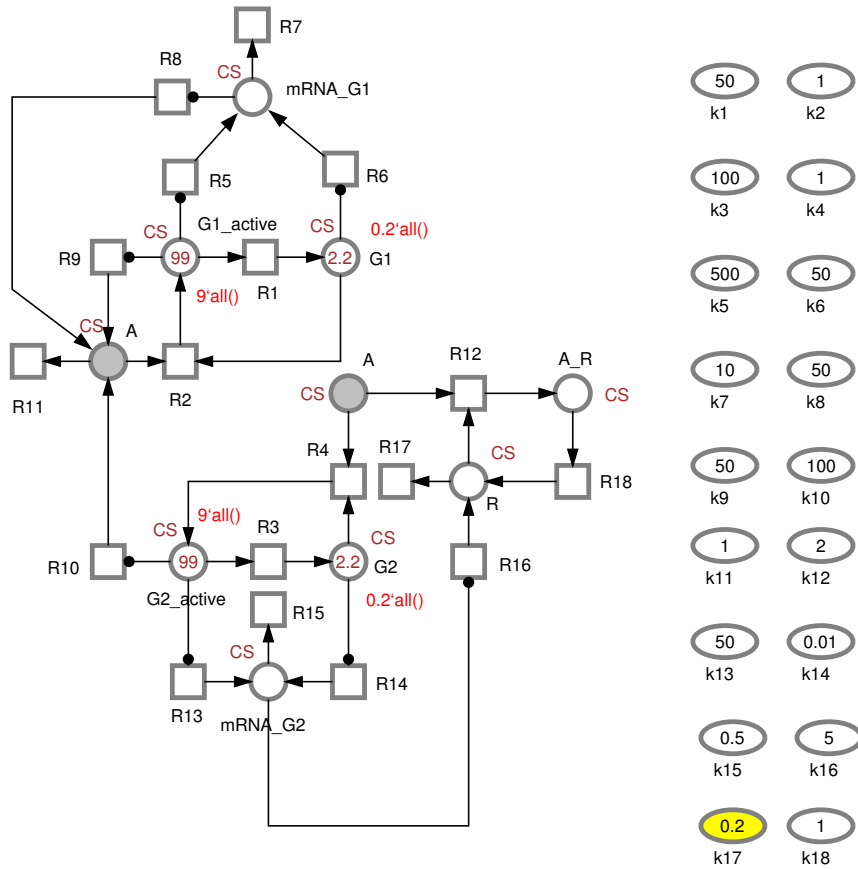 R7
R8
CS
mRNA_G1
50
1
k1
k2
R5
R6
100
1
k3
k4
G1_active
CS
0.2‘all()
CS
R9
99
2.2
G1
R1
9‘all()
500
50
k5
k6
CS
A
R11
R2
R12
A
A_R
CS
CS
10
50
k7
k8
R4
R17
CS
R18
R
50
100
k9
k10
9‘all()
R3
CS
CS
R10
99
2.2
G2
R16
1
2
k11
k12
G2_active
R15
0.2‘all()
CS
R13
R14
mRNA_G2
50
0.01
k13
k14
0.5
5
k15
k16
0.2
1
k17
k18